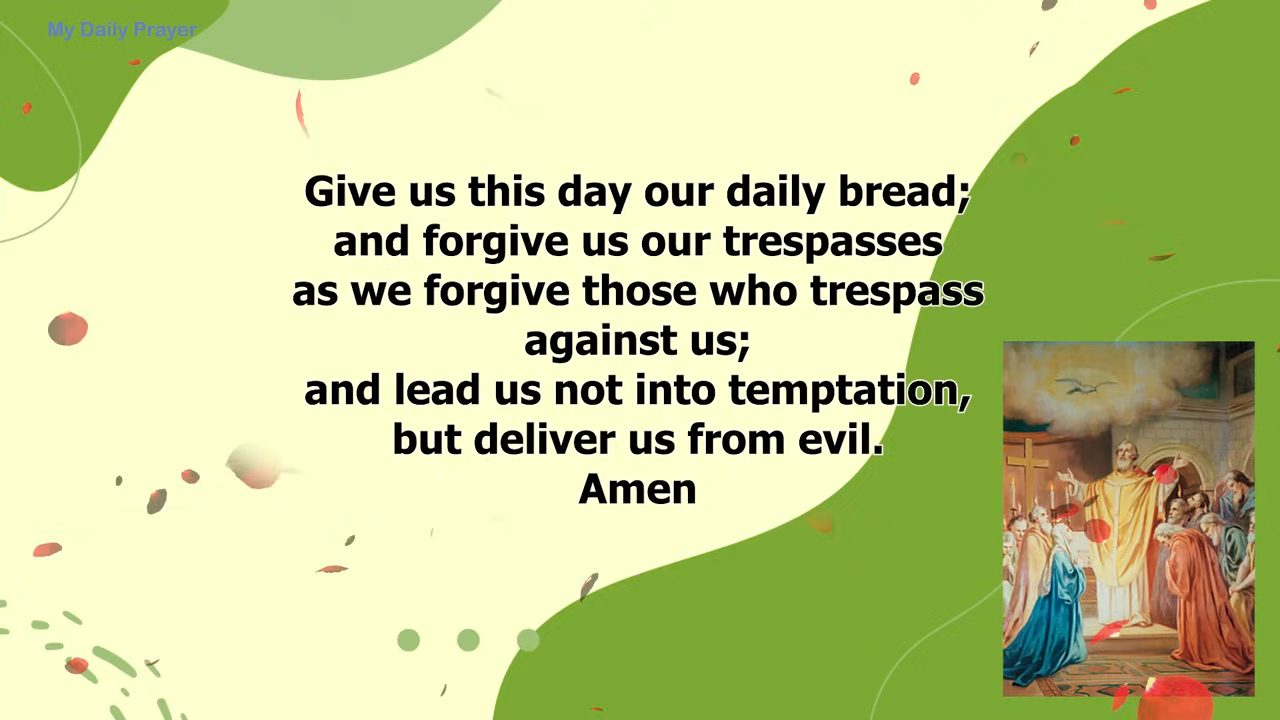 My Daily Prayer
Give us this day our daily bread;
and forgive us our trespasses
as we forgive those who trespass
against us;
and lead us not into temptation,
but deliver us from evil.
Amen